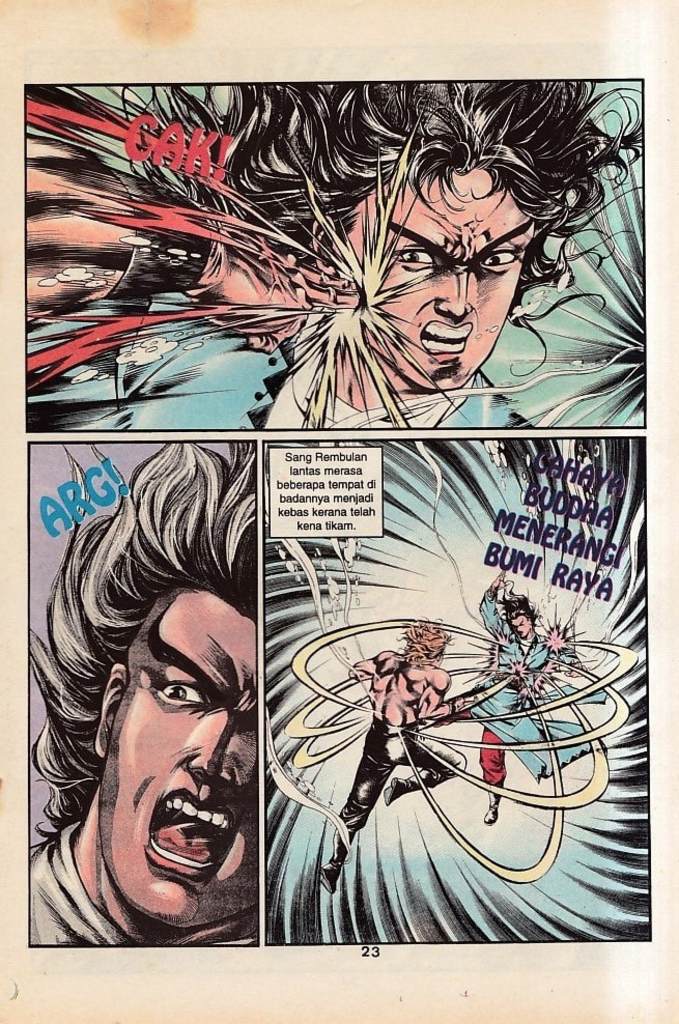 GAK!
ARG!
Sang Rembulan
lantas merasa
beberapa tempat di
badannya menjadi
kebas kerana telah
kena tikam.
CAHAYA
BUDDHA
MENERANGI
BUMI RAYA
23